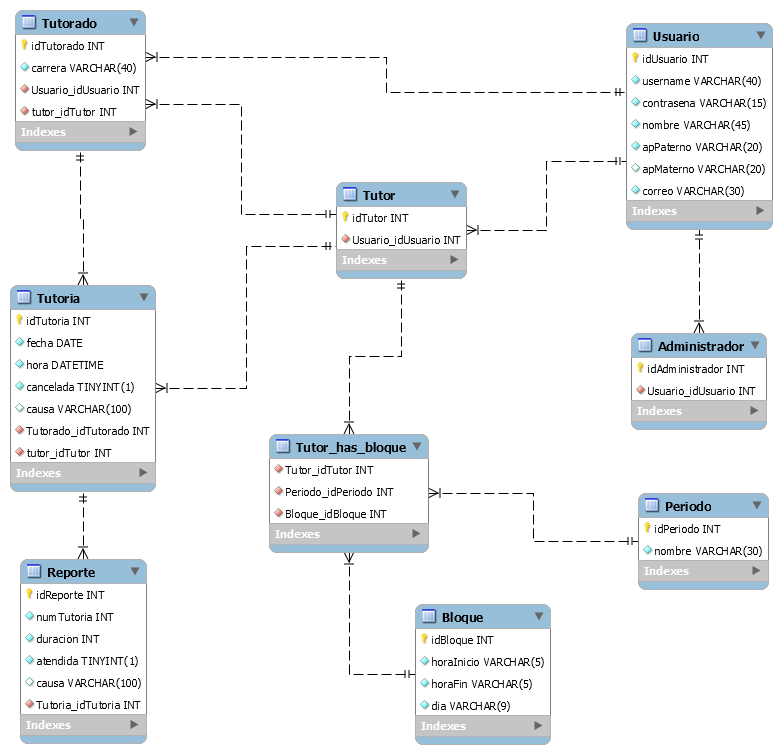 Tutorado
idTutorado INT
carrera VARCHAR(40)
Usuario_idUsuario INT
tutor_idTutor INT
Indexes
Usuario
idUsuario INT
username VARCHAR(40)
contrasena VARCHAR(15)
nombre VARCHAR(45)
apPaterno VARCHAR(20)
apMaterno VARCHAR(20)
correo VARCHAR(30)
Indexes
Tutor
idTutor INT
Usuario_idUsuario INT
Indexes
Tutoria
idTutoria INT
fecha DATE
hora DATETIME
cancelada TINYINT(1)
causa VARCHAR(100)
Tutorado_idTutorado INT
tutor_idTutor INT
Indexes
Administrador
idAdministrador INT
Usuario_idUsuario INT
Indexes
Tutor_has_bloque
Tutor_idTutor INT
Periodo_idPeriodo INT
Bloque_idBloque INT
Indexes
Periodo
idPeriodo INT
nombre VARCHAR(30)
Indexes
Reporte
idReporte INT
numTutoria INT
duracion INT
atendida TINYINT(1)
causa VARCHAR(100)
Tutoria_idTutoria INT
Indexes
Bloque
idBloque INT
horaInicio VARCHAR(5)
horaFin VARCHAR(5)
dia VARCHAR(9)
Indexes